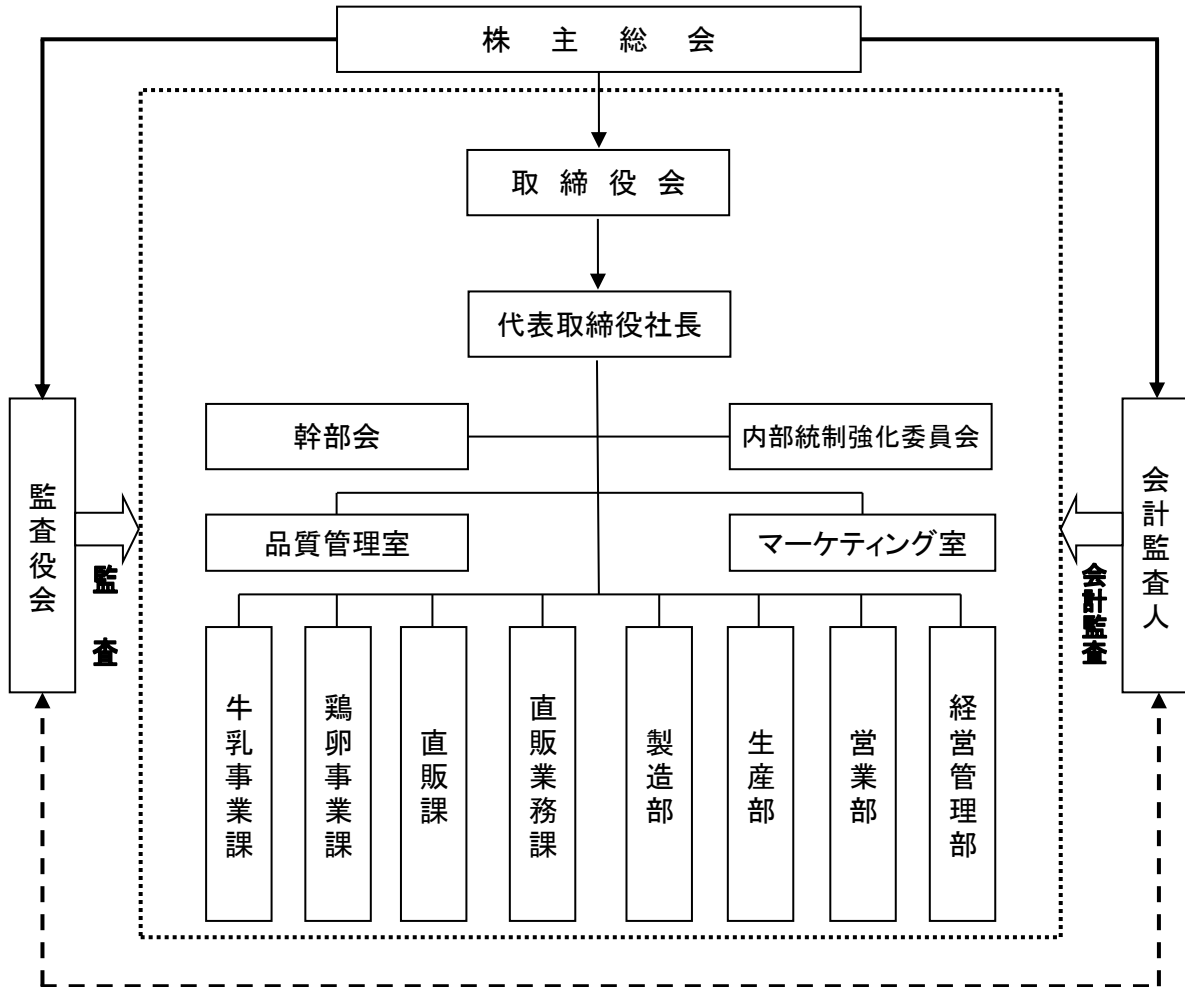 株主総会
取締役会
代表取締役社長
幹部会
内部統制強化委員会
監査役会
監査
品質管理室
マーケティング室
会計監査
会計監査人
牛乳事業課
鶏卵事業課
直販課
直販業務課
製造部
生産部
営業部
経営管理部